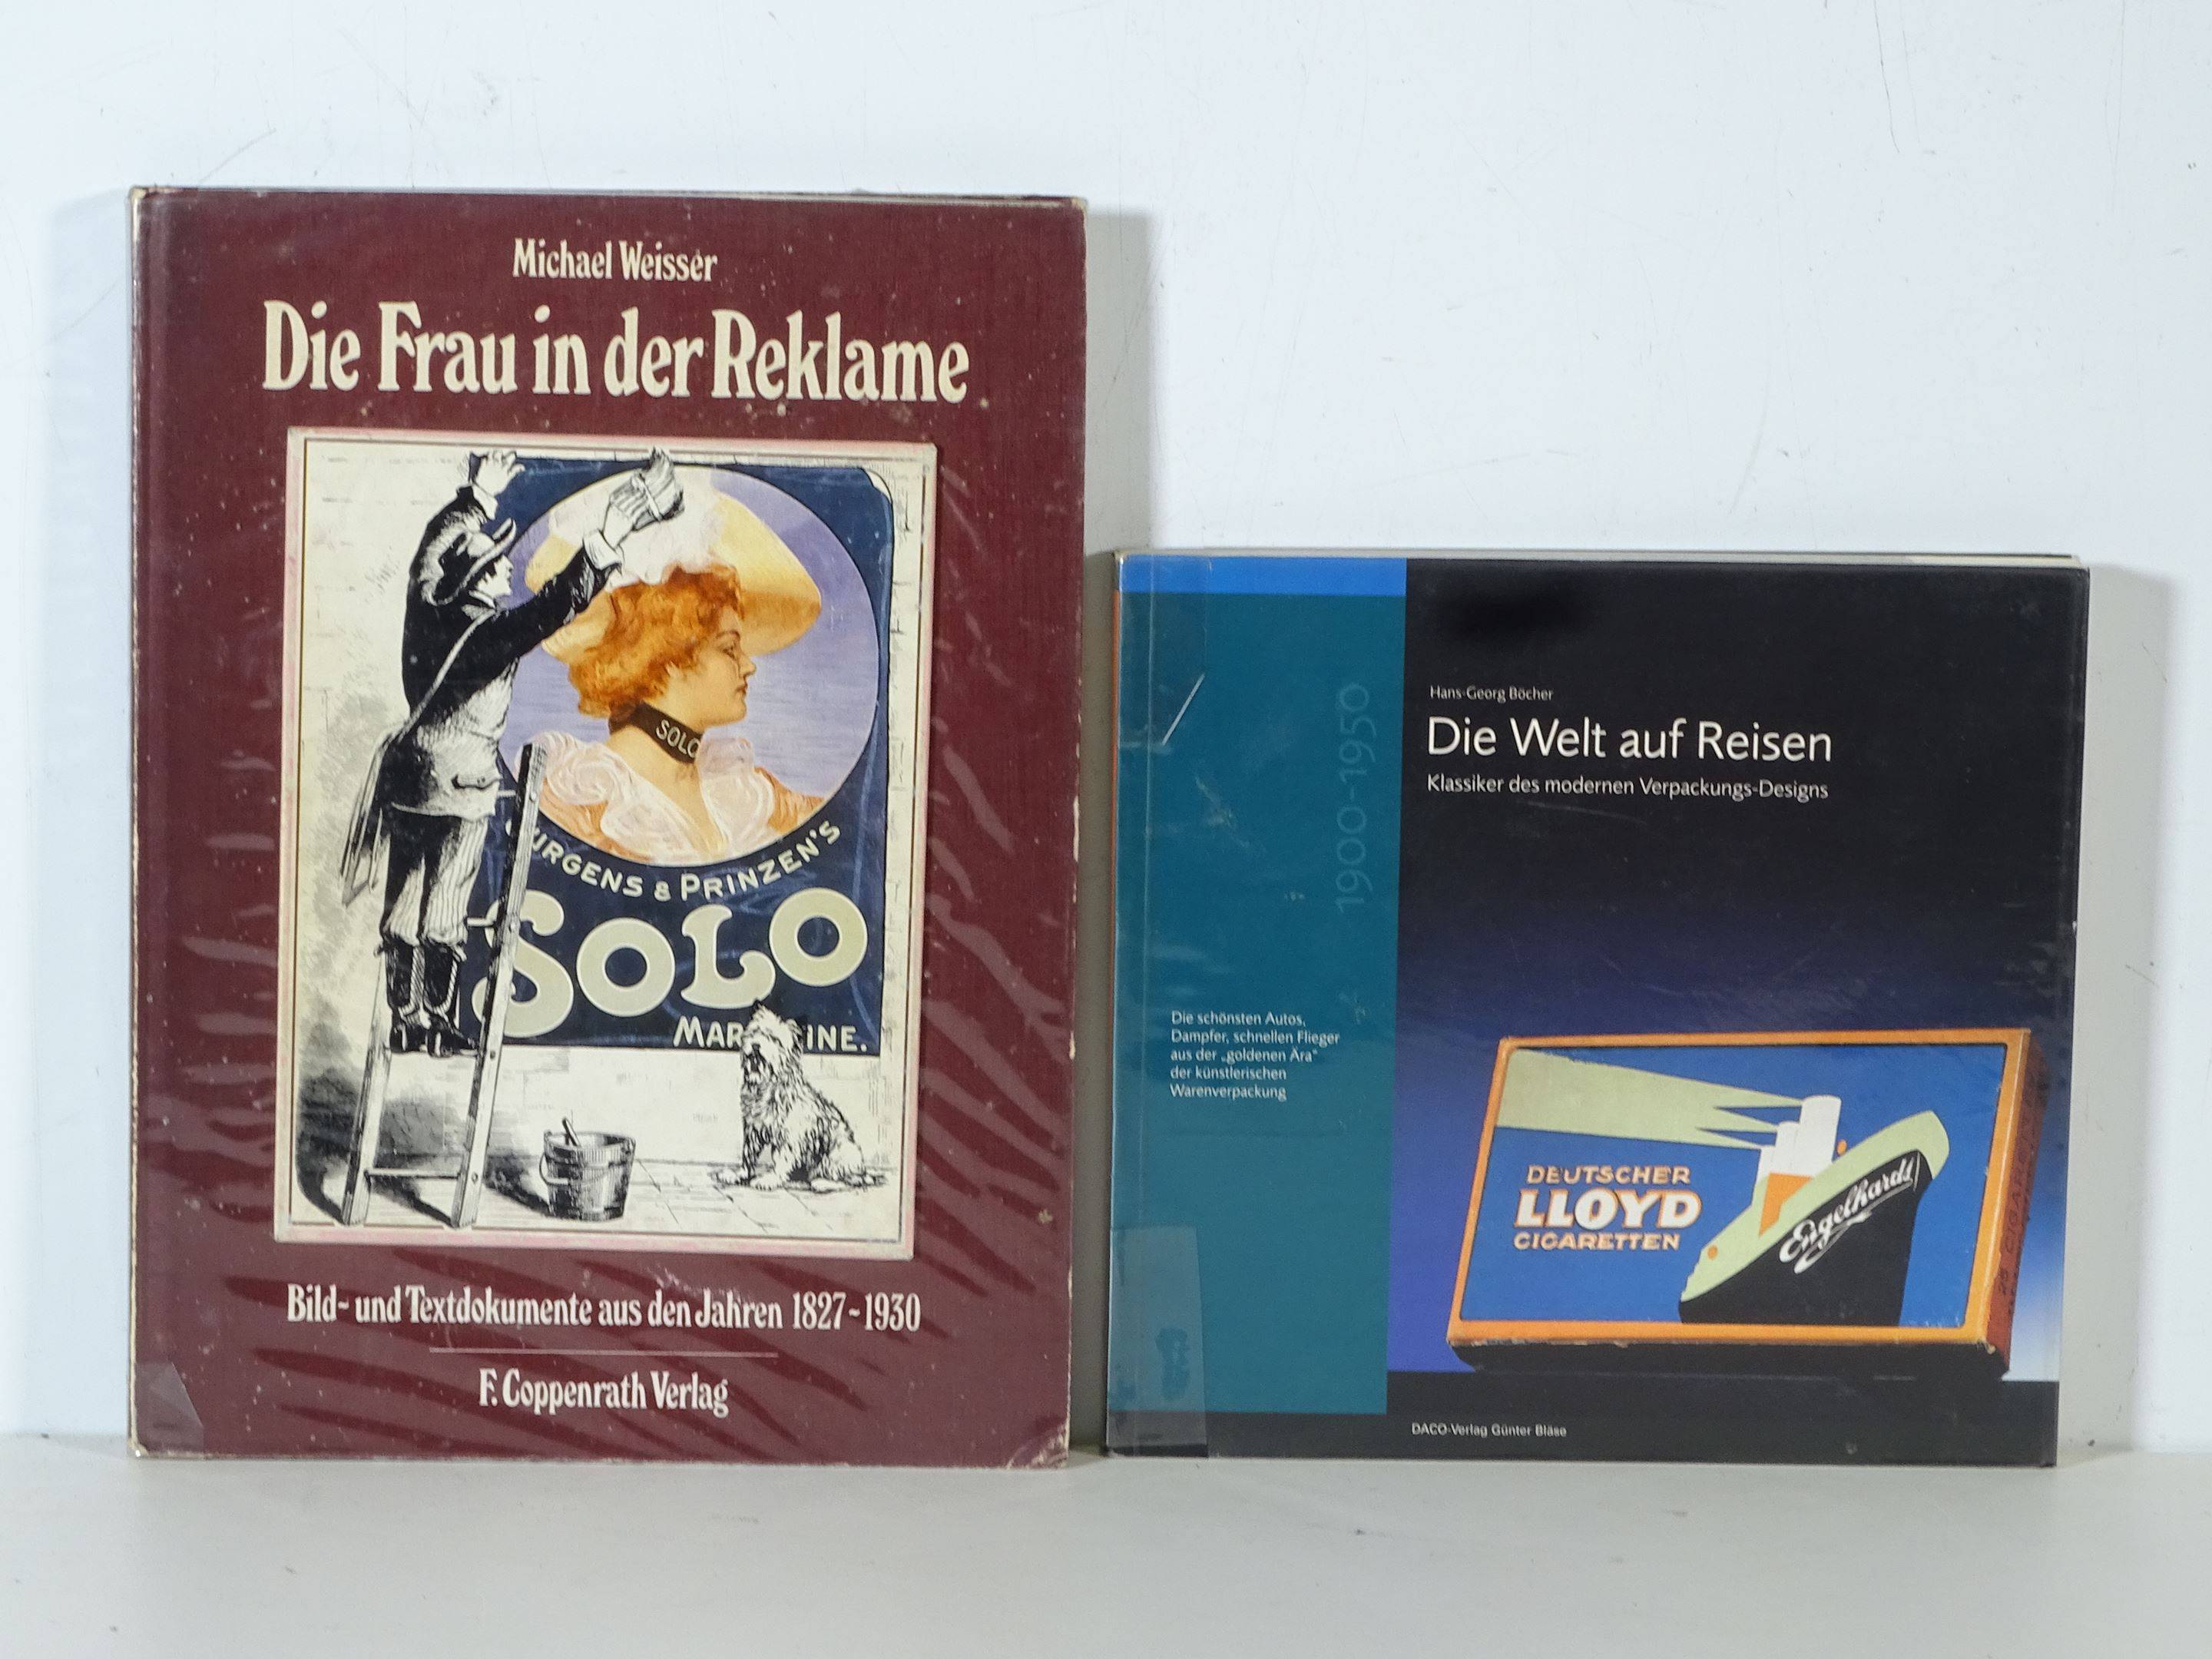 Michael Weisser
Die Frau in der Reklame
SOLO
URGENS & PRINZEN'S
SOLO
Bild- und Textdokumente aus den Jahren 1827-1930
F. Coppenrath Verlag
1900-1950
Die schönsten Autos,
Dampfer, schnellen Flieger
aus der „goldenen Ära"
der künstlerischen
Warenverpackung
Hans-Georg Böcher
Die Welt auf Reisen
Klassiker des modernen Verpackungs-Designs
DEUTSCHER
LLOYD
CIGARETTEN
Engelhardt
DACO-Verlag Günter Bläse